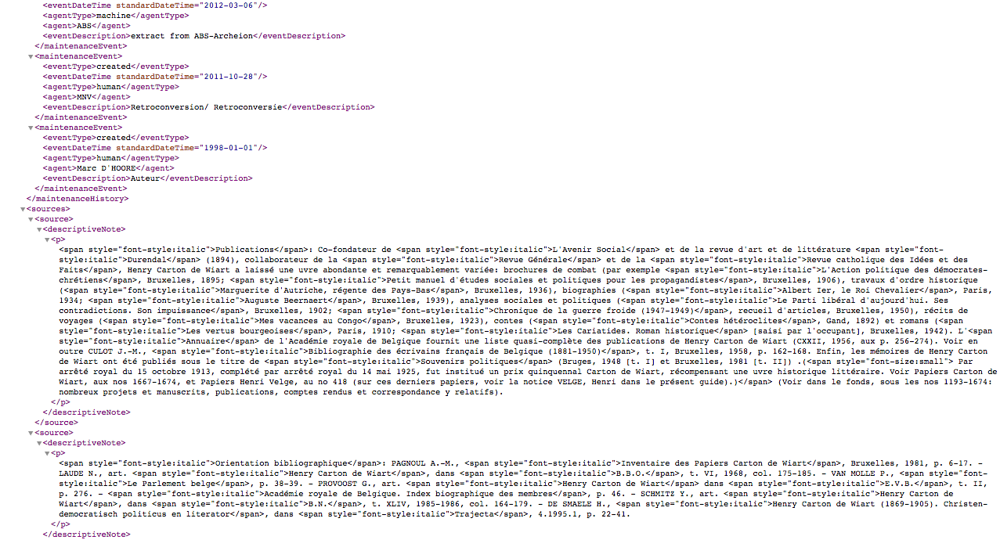 <eventDateTime standardDateTime="2012-03-06"/>
<agentType>machine</agentType>
<agent>ABS</agent>
<eventDescription>extract from ABS-Archeion</eventDescription>
</maintenanceEvent>
▼<maintenanceEvent>
<eventType>created</eventType>
<eventDateTime standardDateTime="2011-10-28"/>
<agentType>human</agentType>
<agent>MNV</agent>
<eventDescription>Retroconversion/ Retroconversie</eventDescription>
</maintenanceEvent>
▼<maintenanceEvent>
<eventType>created</eventType>
<eventDateTime standardDateTime="1998-01-01"/>
<agentType>human</agentType>
<agent>Marc D'HOORE</agent>
<eventDescription>Auteur</eventDescription>
</maintenanceEvent>
</maintenanceHistory>
▼<sources>
▼<source>
▼<descriptiveNote>
▼<p>
<span style="font-style:italic">Publications</span>: Co-fondateur de <span style="font-style:italic">L'Avenir Social</span> et de la revue d'art et de littérature <span style="font-
style:italic">Durendal</span> (1894), collaborateur de la <span style="font-style:italic">Revue Générale</span> et de la <span style="font-style:italic">Revue catholique des Idées et des
Faits</span>, Henry Carton de Wiart a laissé une uvre abondante et remarquablement variée: brochures de combat (par exemple <span style="font-style:italic">L'Action politique des démocrates-
chrétiens</span>, Bruxelles, 1895; <span style="font-style:italic">Petit manuel d'études sociales et politiques pour les propagandistes</span>, Bruxelles, 1906), travaux d'ordre historique
(<span style="font-style:italic">Marguerite d'Autriche, régente des Pays-Bas</span>, Bruxelles, 1936), biographies (<span style="font-style:italic">Albert Ier, le Roi Chevalier</span>, Paris,
1934; <span style="font-style:italic">Auguste Beernaert</span>, Bruxelles, 1939), analyses sociales et politiques (<span style="font-style:italic">Le Parti libéral d'aujourd'hui. Ses
contradictions. Son impuissance</span>, Bruxelles, 1902; <span style="font-style:italic">Chronique de la guerre froide (1947-1949)</span>, recueil d'articles, Bruxelles, 1950), récits de
voyages (<span style="font-style:italic">Mes vacances au Congo</span>, Bruxelles, 1923), contes (<span style="font-style:italic">Contes hétéroclites</span>, Gand, 1892) et romans (<span
style="font-style:italic">Les vertus bourgeoises</span>, Paris, 1910; <span style="font-style:italic">Les Cariatides. Roman historique</span> [saisi par l'occupant], Bruxelles, 1942). L'<span
style="font-style:italic">Annuaire</span> de l'Académie royale de Belgique fournit une liste quasi-complète des publications de Henry Carton de Wiart (CXXII, 1956, aux p. 256-274). Voir en
outre CULOT J.-M., <span style="font-style:italic">Bibliographie des écrivains français de Belgique (1881-1950)</span>, t. I, Bruxelles, 1958, p. 162-168. Enfin, les mémoires de Henry Carton
de Wiart ont été publiés sous le titre de <span style="font-style:italic">Souvenirs politiques</span> (Bruges, 1948 [t. I] et Bruxelles, 1981 [t. II]) .(<span style="font-size:small"> Par
arrêté royal du 15 octobre 1913, complété par arrêté royal du 14 mai 1925, fut institué un prix quinquennal Carton de Wiart, récompensant une uvre historique littéraire. Voir Papiers Carton de
Wiart, aux nos 1667-1674, et Papiers Henri Velge, au no 418 (sur ces derniers papiers, voir la notice VELGE, Henri dans le présent guide).)</span> (Voir dans le fonds, sous les nos 1193-1674:
nombreux projets et manuscrits, publications, comptes rendus et correspondance y relatifs).
</p>
</descriptiveNote>
</source>
▼<source>
▼<descriptiveNote>
▼<p>
<span style="font-style:italic">Orientation bibliographique</span>: PAGNOUL A.-M., <span style="font-style:italic">Inventaire des Papiers Carton de Wiart</span>, Bruxelles, 1981, p. 6-17. -
LAUDE N., art. <span style="font-style:italic">Henry Carton de Wiart</span>, dans <span style="font-style:italic">B.B.O.</span>, t. VI, 1968, col. 175-185. - VAN MOLLE P., <span style="font-
style:italic">Le Parlement belge</span>, p. 38-39. - PROVOOST G., art. <span style="font-style:italic">Henry Carton de Wiart</span> dans <span style="font-style:italic">E.V.B.</span>, t. II,
p. 276. - <span style="font-style:italic">Académie royale de Belgique. Index biographique des membres</span>, p. 46. - SCHMITZ Y., art. <span style="font-style:italic">Henry Carton de
Wiart</span>, dans <span style="font-style:italic">B.N.</span>, t. XLIV, 1985-1986, col. 164-179. - DE SMAELE H., <span style="font-style:italic">Henry Carton de Wiart (1869-1905). Christen-
democratisch politicus en literator</span>, dans <span style="font-style:italic">Trajecta</span>, 4.1995.1, p. 22-41.
</p>
</descriptiveNote>